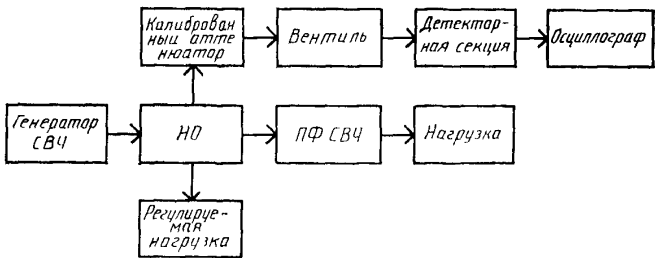 Калиброван
ный атте
нюатор
Вентиль
Детектор-
ная секция
Осциллограф
Генератор
СВЧ
НО
ПФ СВЧ
Нагрузка
Регулируе-
мая
нагрузка